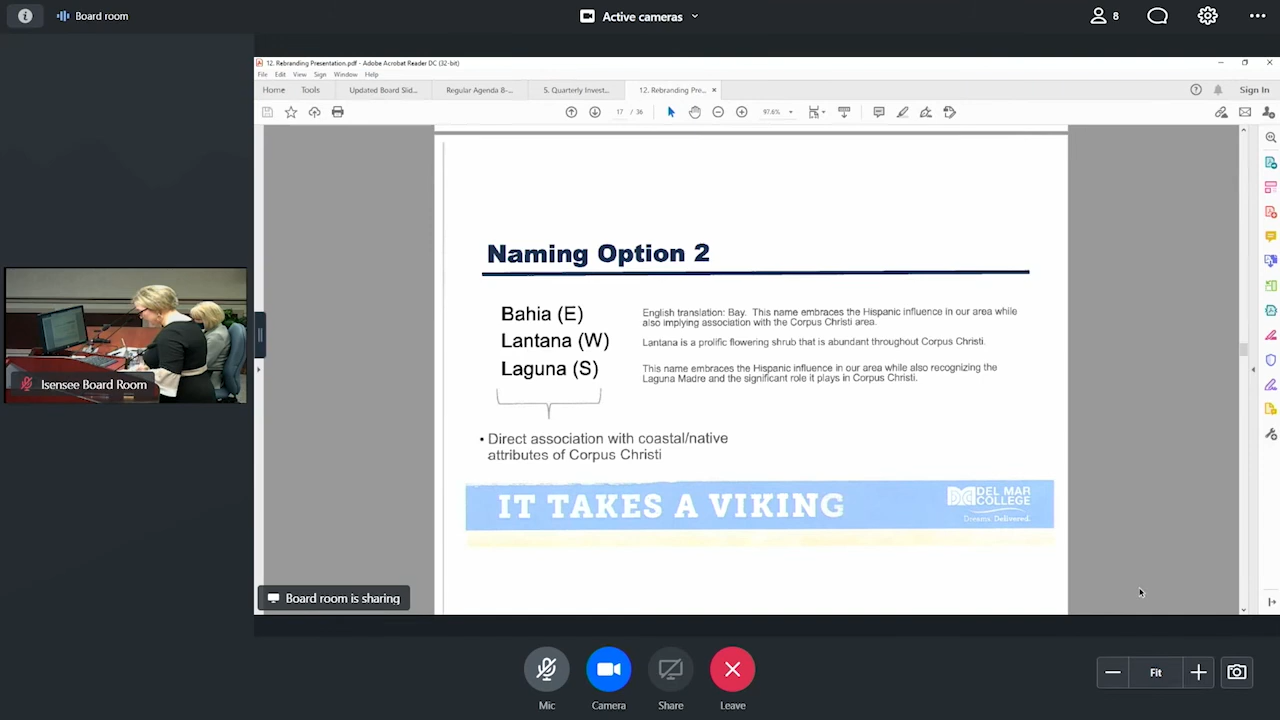 Board room
Active cameras
8
12. Rebranding Presentation.pdf - Adobe Acrobat Reader DC (32-bit)
File Edit View Sign Window Help
Home Tools Updated Board Slid... Regular Agenda 8-... 5. Quarterly Invest... 12. Rebranding Pre... × Sign In
17 / 36 97.6%
Naming Option 2
Bahia (E) English translation: Bay. This name embraces the Hispanic influence in our area while
also implying association with the Corpus Christi area.
Lantana (W) Lantana is a prolific flowering shrub that is abundant throughout Corpus Christi.
Laguna (S) This name embraces the Hispanic influence in our area while also recognizing the
Laguna Madre and the significant role it plays in Corpus Christi.
• Direct association with coastal/native
attributes of Corpus Christi
IT TAKES A VIKING
DMC DEL MAR
COLLEGE
Dreams. Delivered.
Isensee Board Room
Board room is sharing
Mic Camera Share Leave
Fit